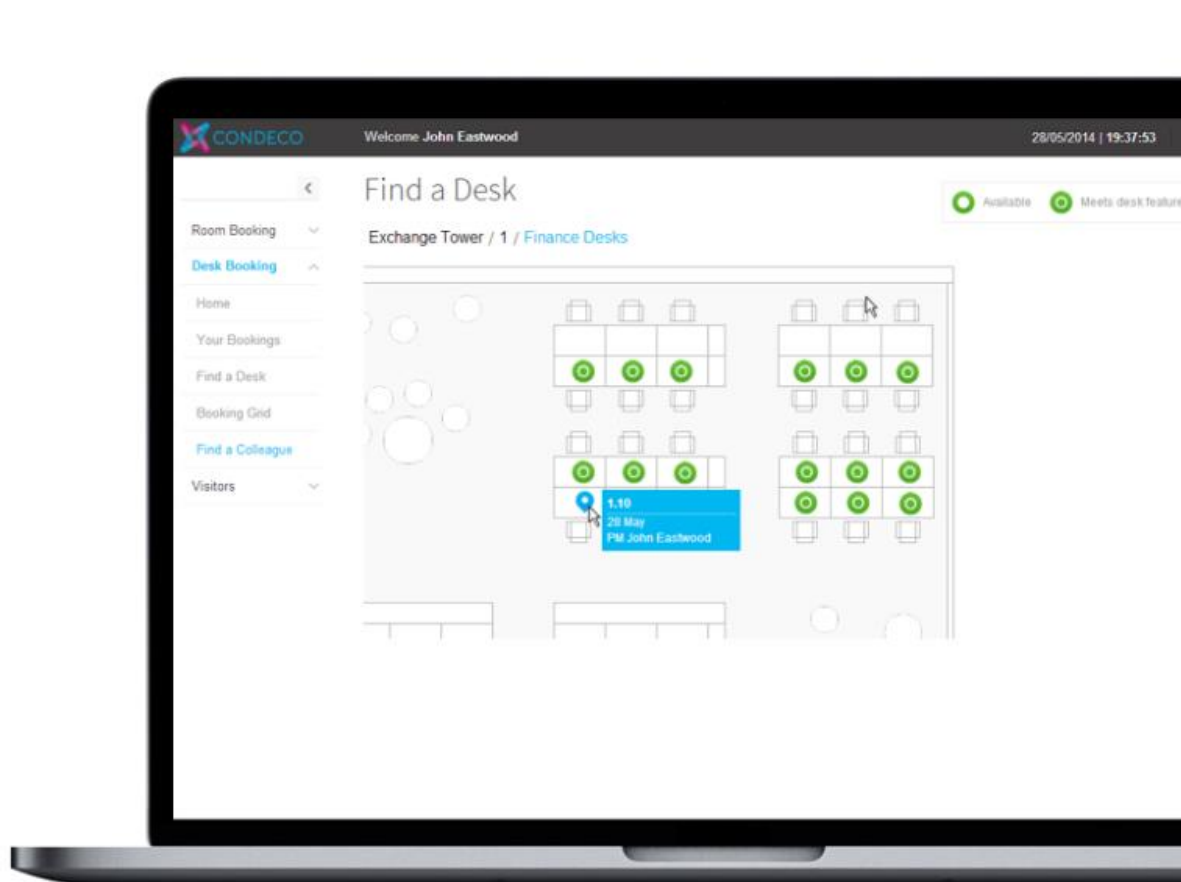 CONDECO
Welcome John Eastwood
28/05/2014 | 19:37:53
Find a Desk
Available
Meets desk feature
Exchange Tower / 1 / Finance Desks
Room Booking
Desk Booking
Home
Your Bookings
Find a Desk
Booking Grid
Find a Colleague
Visitors
1.10
28 May
PM John Eastwood